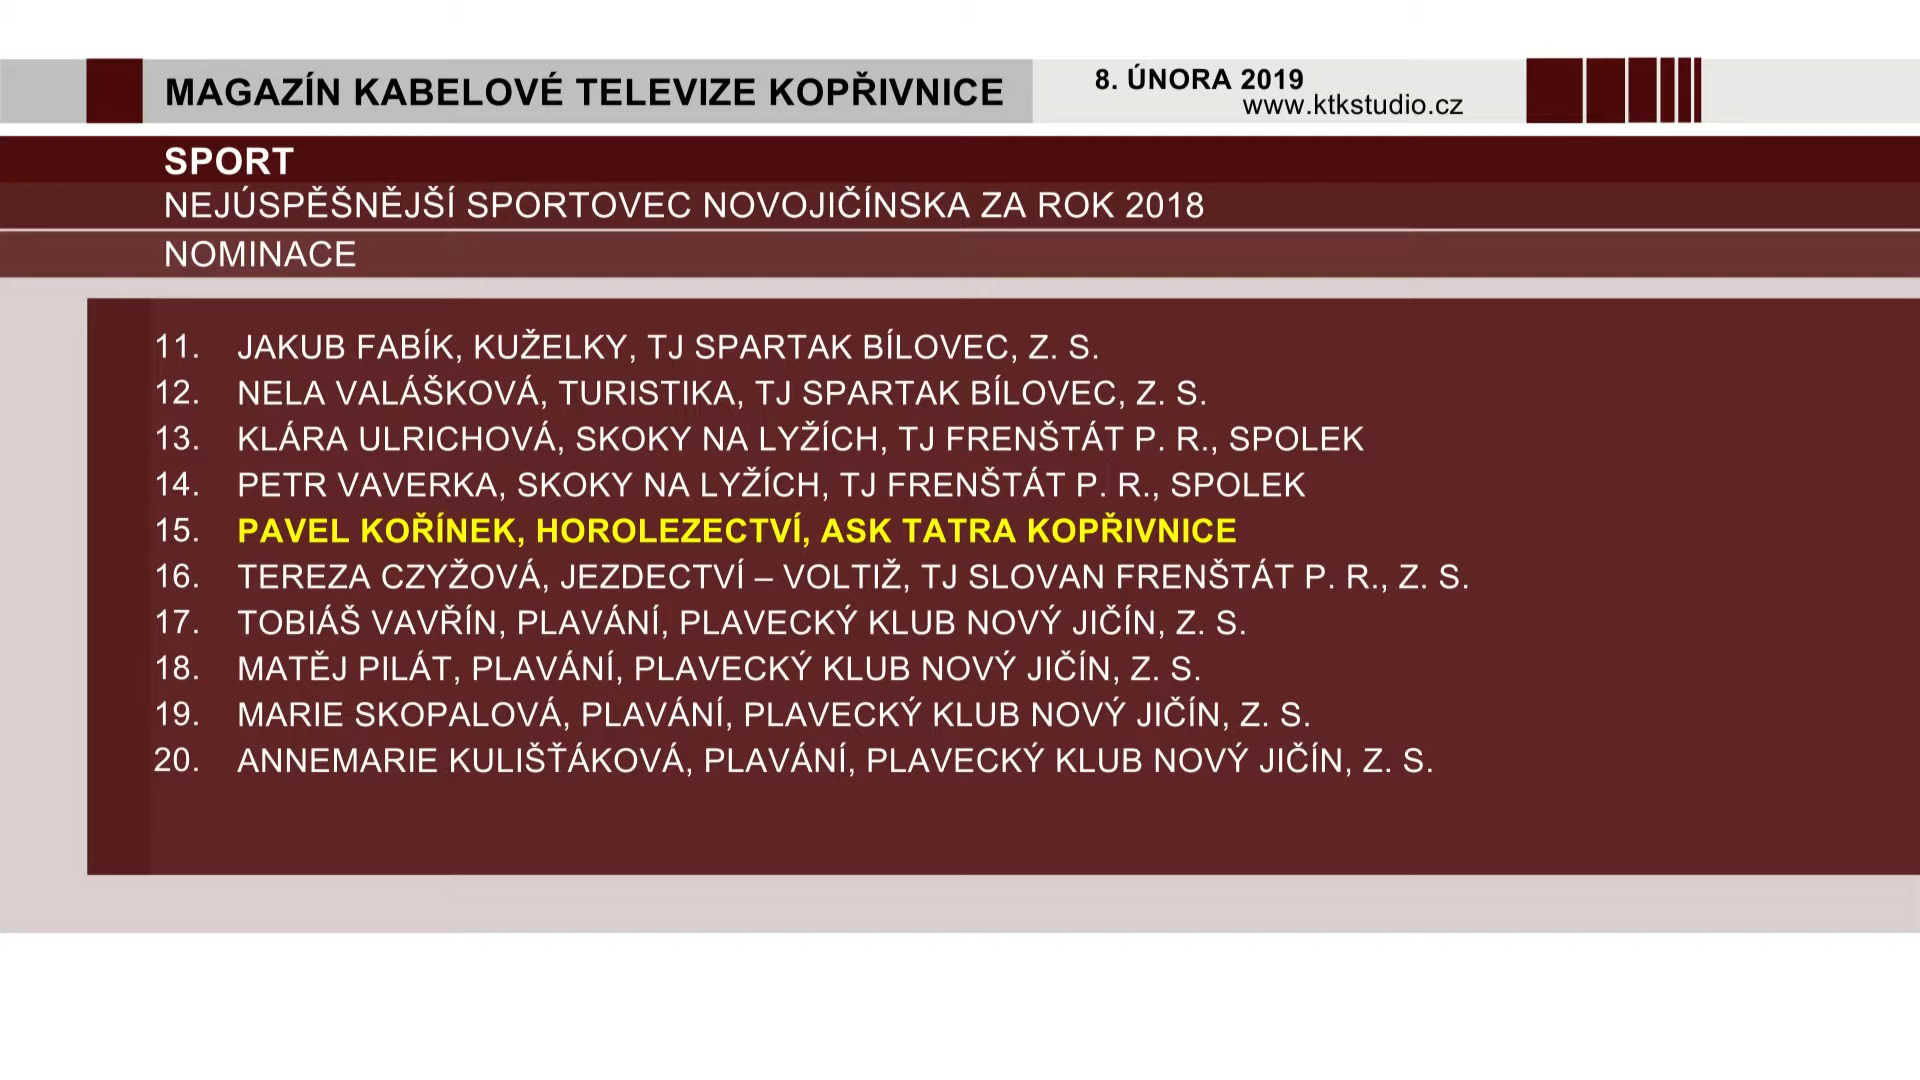 MAGAZÍN KABELOVÉ TELEVIZE KOPŘIVNICE
8. ÚNORA 2019
www.ktkstudio.cz
SPORT
NEJÚSPĚŠNĚJŠÍ SPORTOVEC NOVOJIČÍNSKA ZA ROK 2018
NOMINACE
11. JAKUB FABÍK, KUŽELKY, TJ SPARTAK BÍLOVEC, Z. S.
12. NELA VALÁŠKOVÁ, TURISTIKA, TJ SPARTAK BÍLOVEC, Z. S.
13. KLÁRA ULRICHOVÁ, SKOKY NA LYŽÍCH, TJ FRENŠTÁT P. R., SPOLEK
14. PETR VAVERKA, SKOKY NA LYŽÍCH, TJ FRENŠTÁT P. R., SPOLEK
15. PAVEL KOŘÍNEK, HOROLEZECTVÍ, ASK TATRA KOPŘIVNICE
16. TEREZA CZYŽOVÁ, JEZDECTVÍ – VOLTIŽ, TJ SLOVAN FRENŠTÁT P. R., Z. S.
17. TOBIÁŠ VAVŘÍN, PLAVÁNÍ, PLAVECKÝ KLUB NOVÝ JIČÍN, Z. S.
18. MATĚJ PILÁT, PLAVÁNÍ, PLAVECKÝ KLUB NOVÝ JIČÍN, Z. S.
19. MARIE SKOPALOVÁ, PLAVÁNÍ, PLAVECKÝ KLUB NOVÝ JIČÍN, Z. S.
20. ANNEMARIE KULIŠŤÁKOVÁ, PLAVÁNÍ, PLAVECKÝ KLUB NOVÝ JIČÍN, Z. S.